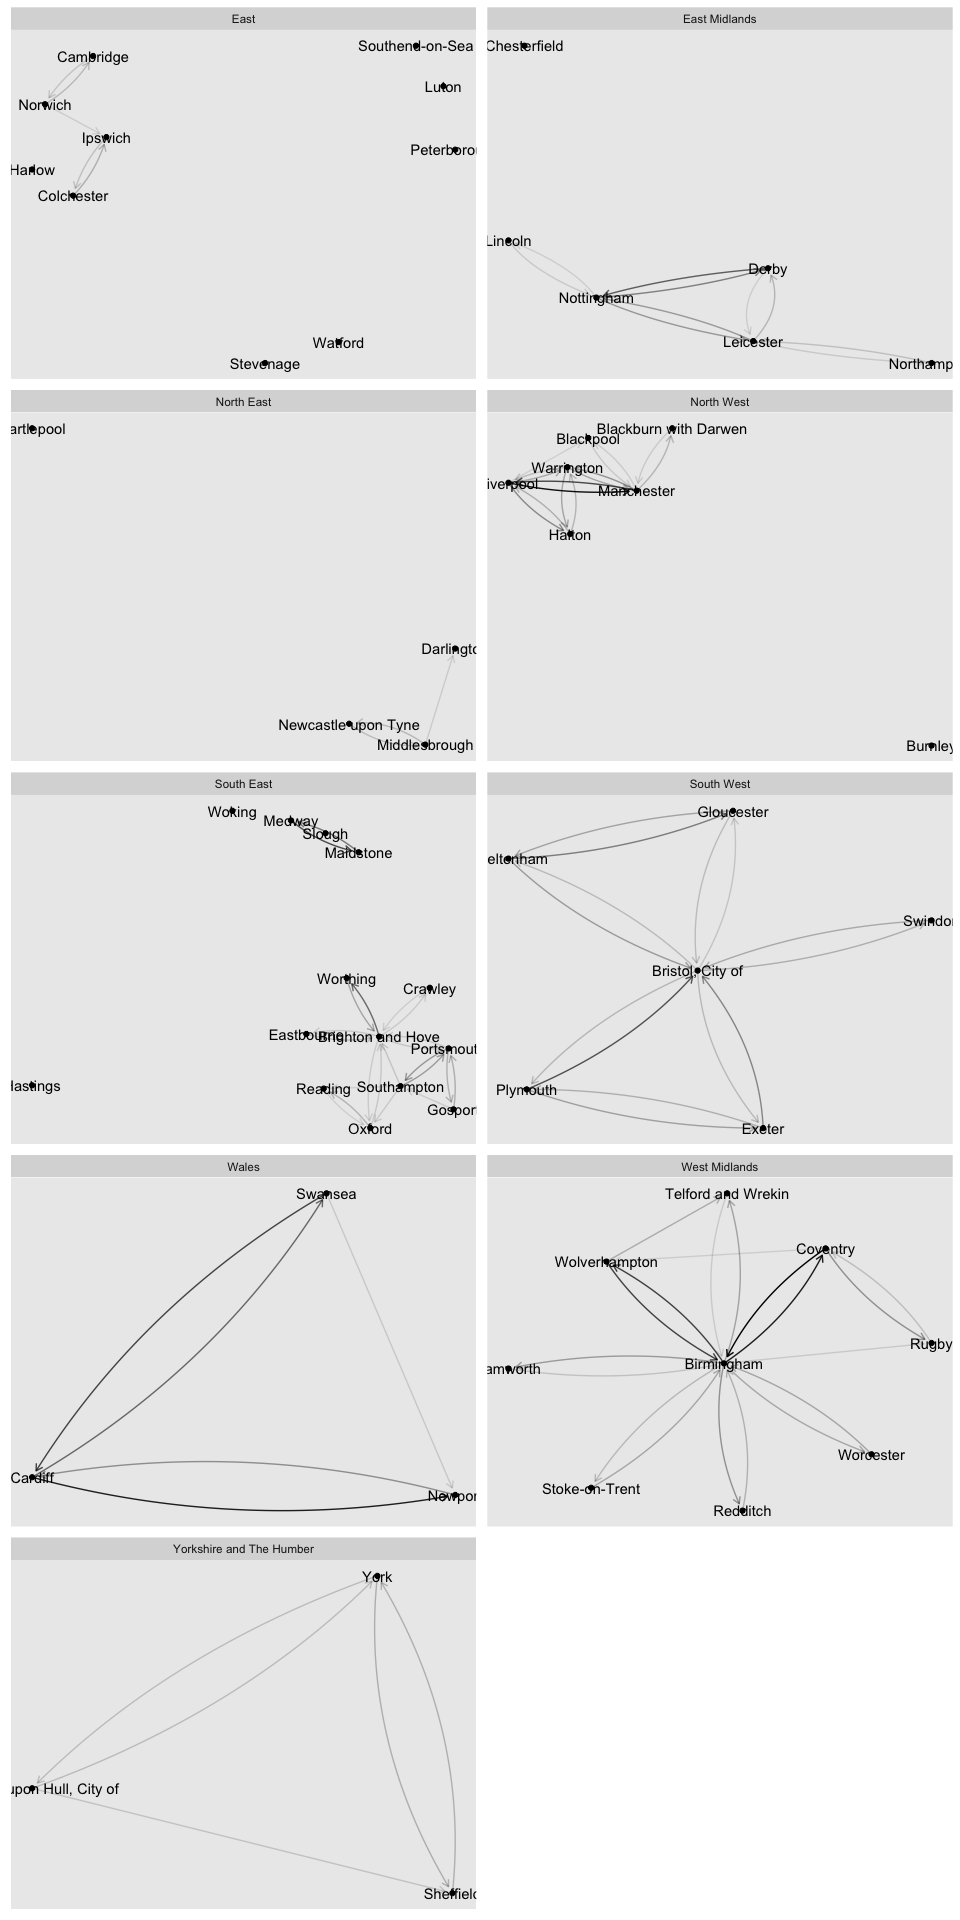 East
Southend-on-Sea
Cambridge
Luton
Norwich
Ipswich
Peterboro
Harlow
Colchester
Watford
Stevenage
East Midlands
Chesterfield
Lincoln
Derby
Nottingham
Leicester
Northamp
North East
artlepool
Darlingto
Newcastle upon Tyne
Middlesbrough
North West
Blackburn with Darwen
Blackpool
Warrington
iverpool
Manchester
Halton
Burnley
South East
Woking
Medway
Slough
Maidstone
Worthing
Crawley
Eastbourne
Brighton and Hove
Portsmout
Hastings
Reading
Southampton
Gosport
Oxford
South West
Gloucester
eltenham
Swindon
Bristol, City of
Plymouth
Exeter
Wales
Swansea
Cardiff
Newpor
West Midlands
Telford and Wrekin
Coventry
Wolverhampton
Rugby
Birmingham
amworth
Worcester
Stoke-on-Trent
Redditch
Yorkshire and The Humber
York
upon Hull, City of
Sheffield